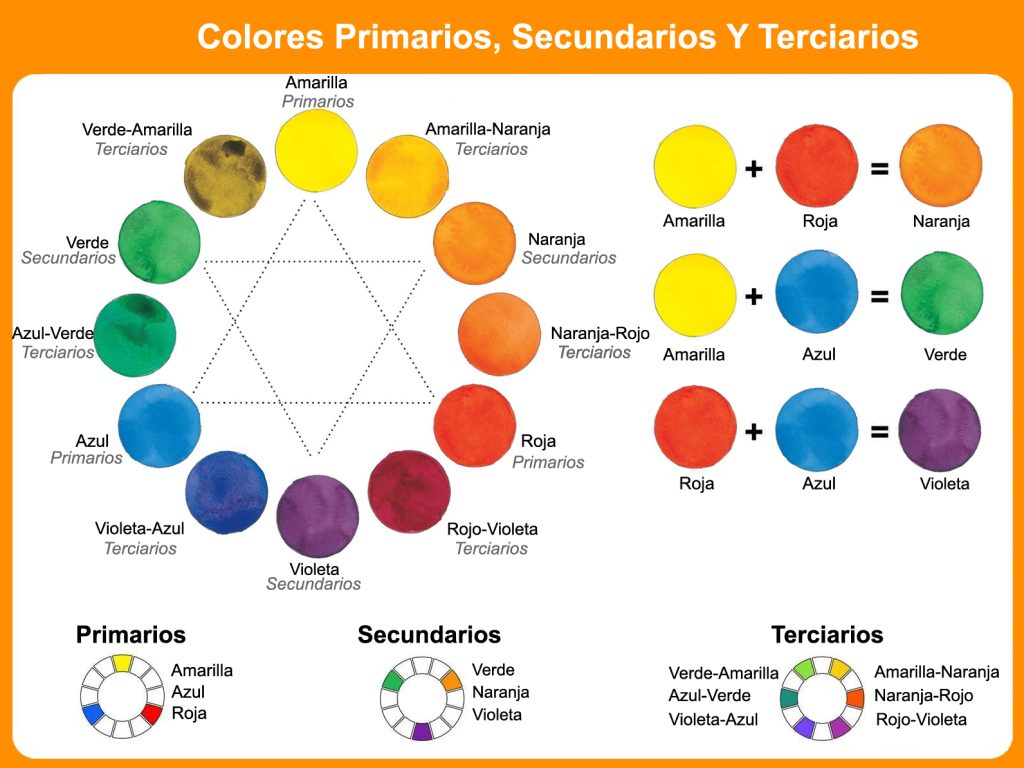 Colores Primarios, Secundarios Y Terciarios
Amarilla
Primarios
Verde-Amarilla
Terciarios
Amarilla-Naranja
Terciarios
Verde
Secundarios
Naranja
Secundarios
Azul-Verde
Terciarios
Naranja-Rojo
Terciarios
Azul
Primarios
Roja
Primarios
Violeta-Azul
Terciarios
Rojo-Violeta
Terciarios
Violeta
Secundarios
+ =
Amarilla Roja Naranja
+ =
Amarilla Azul Verde
+ =
Roja Azul Violeta
Primarios
Amarilla
Azul
Roja
Secundarios
Verde
Naranja
Violeta
Terciarios
Verde-Amarilla Amarilla-Naranja
Azul-Verde Naranja-Rojo
Violeta-Azul Rojo-Violeta